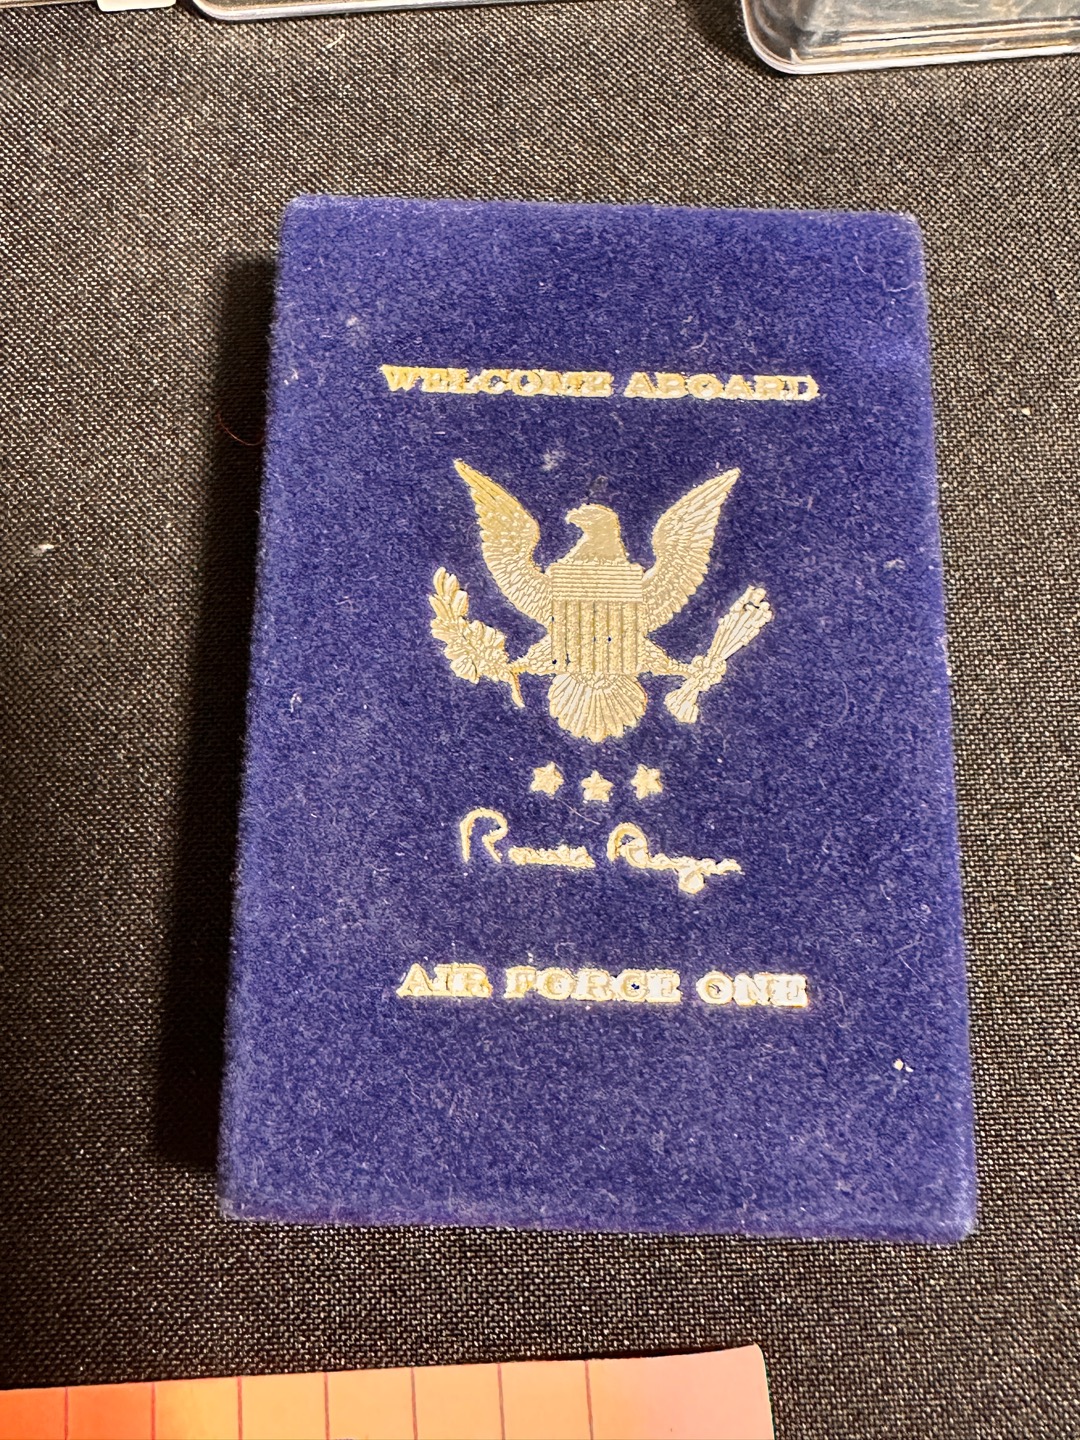 WELCOME ABOARD
Ronald Reagan
AIR FORCE ONE